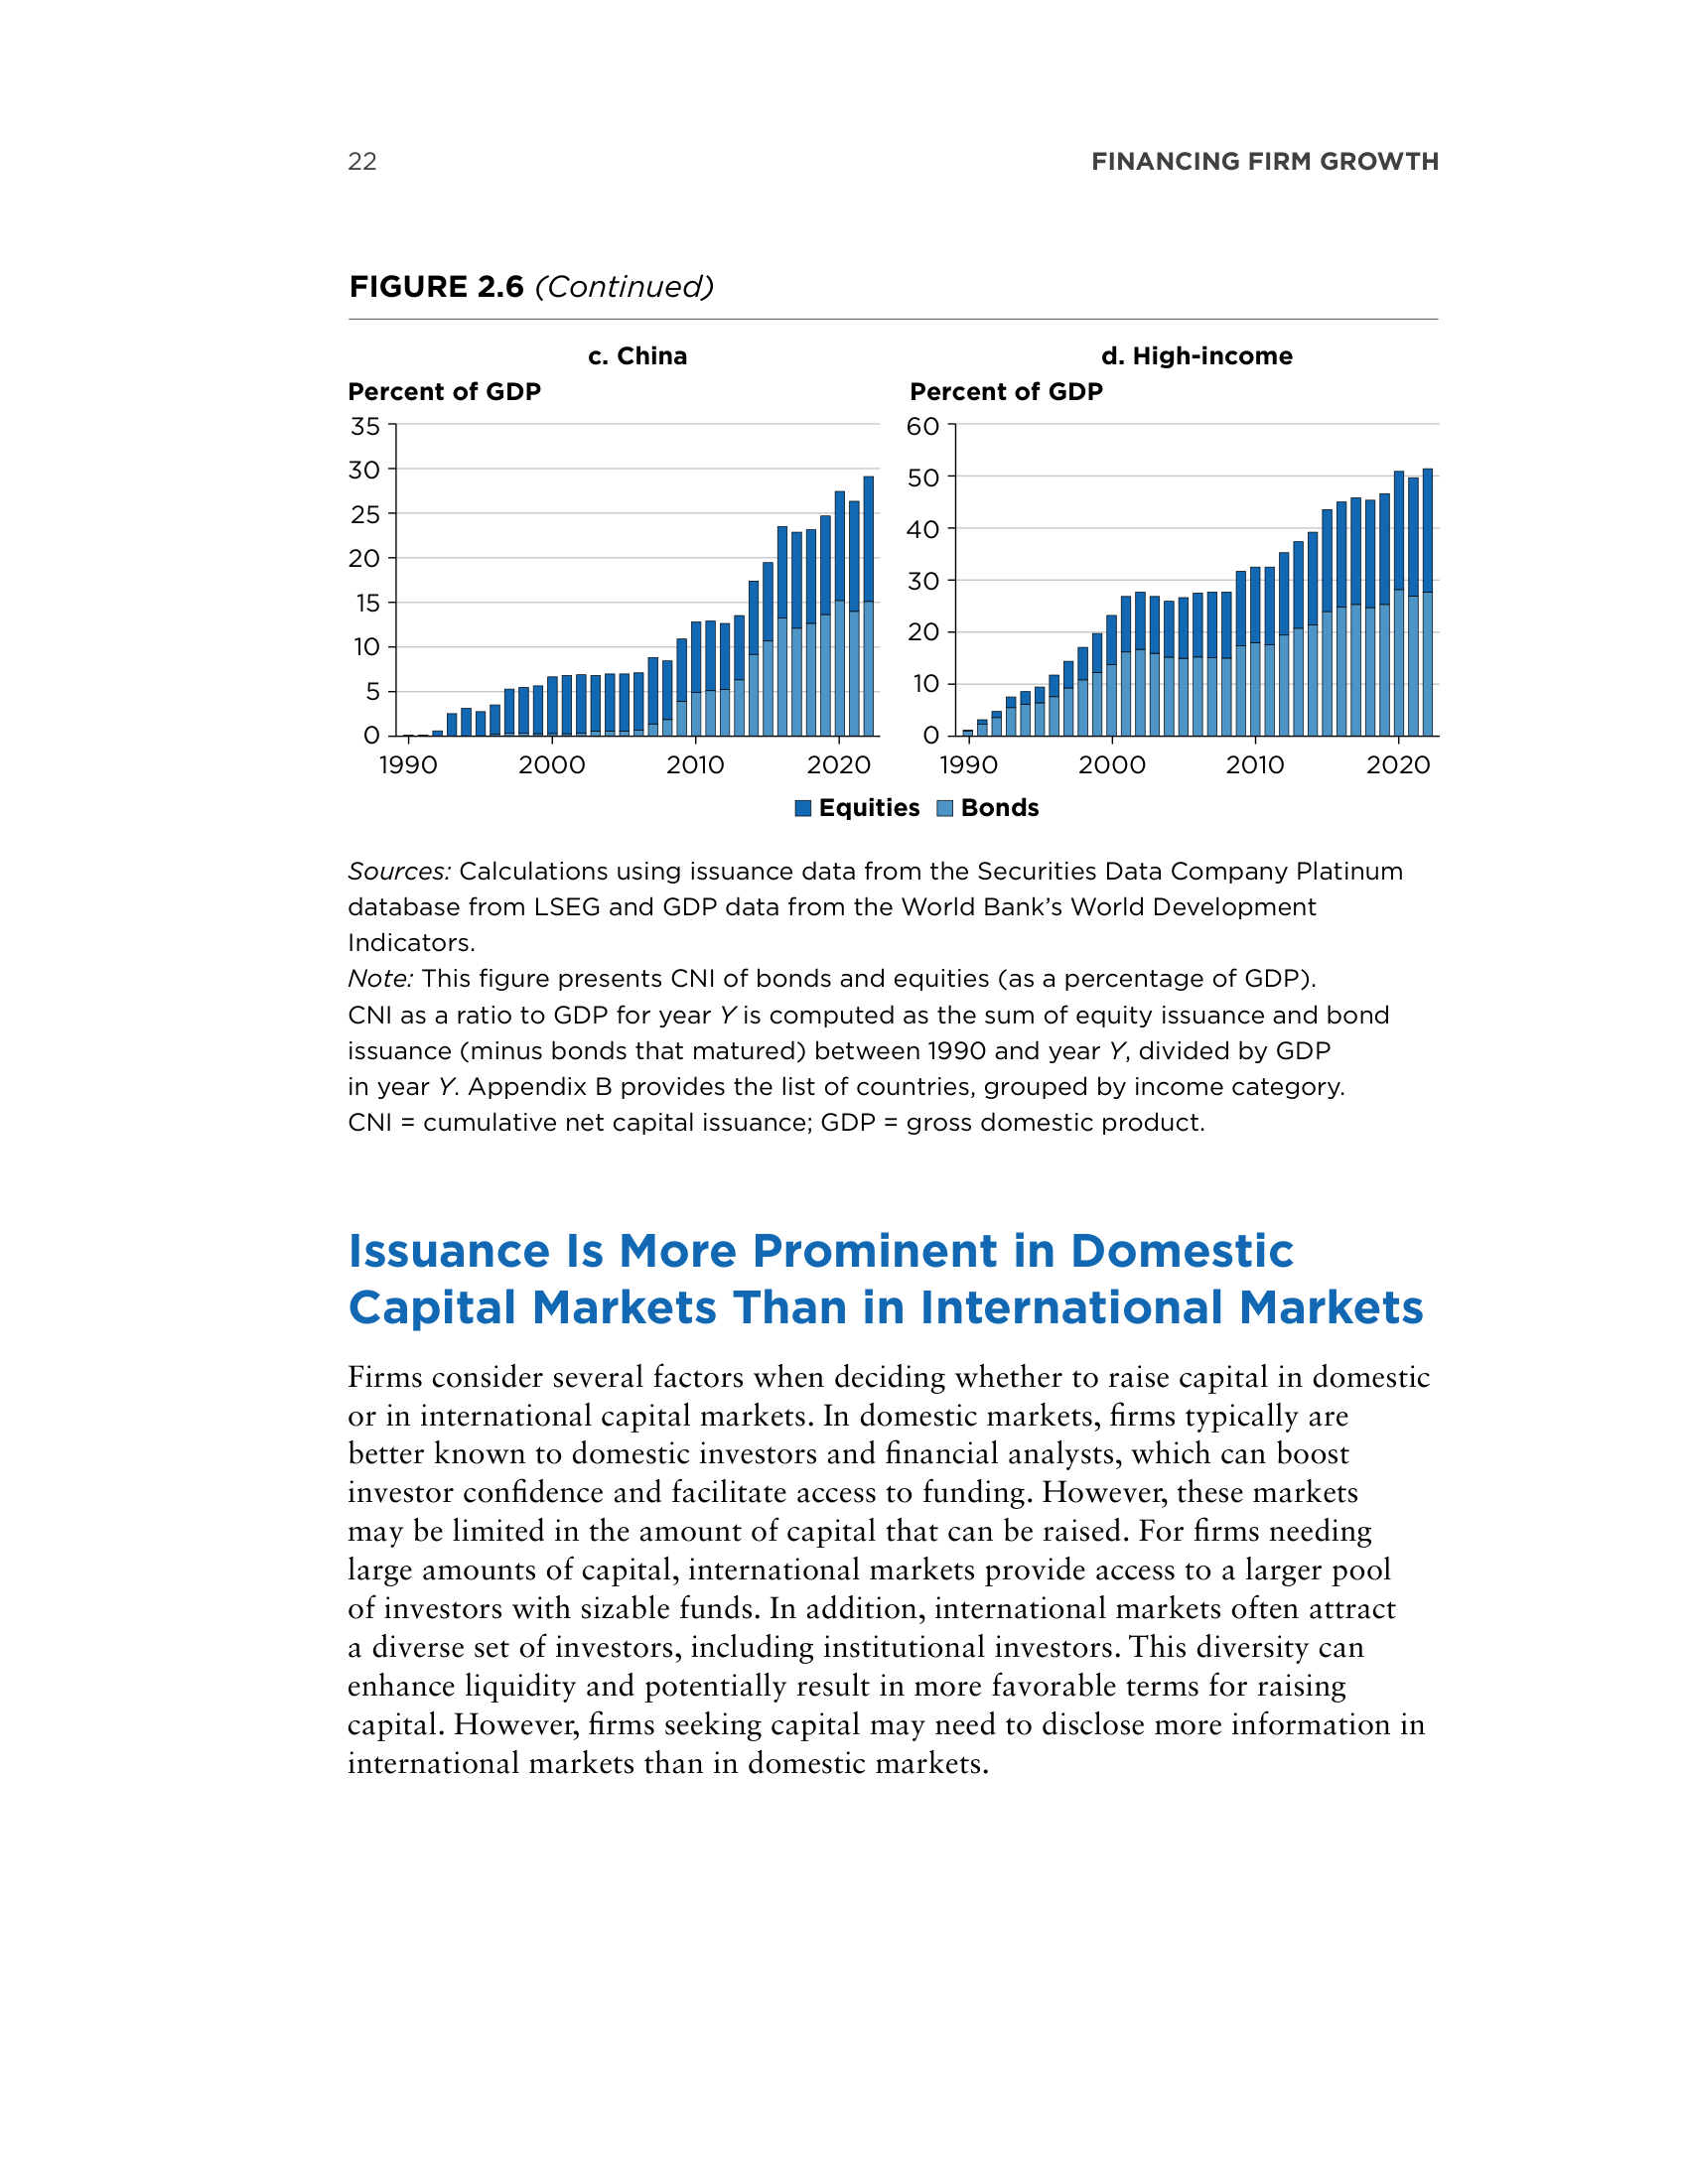 22 FINANCING FIRM GROWTH
FIGURE 2.6 (Continued)
c. China
Percent of GDP
35
30
25
20
15
10
5
0
1990 2000 2010 2020
d. High-income
Percent of GDP
60
50
40
30
20
10
0
1990 2000 2010 2020
Equities Bonds
Sources: Calculations using issuance data from the Securities Data Company Platinum
database from LSEG and GDP data from the World Bank’s World Development
Indicators.
Note: This figure presents CNI of bonds and equities (as a percentage of GDP).
CNI as a ratio to GDP for year Y is computed as the sum of equity issuance and bond
issuance (minus bonds that matured) between 1990 and year Y, divided by GDP
in year Y. Appendix B provides the list of countries, grouped by income category.
CNI = cumulative net capital issuance; GDP = gross domestic product.
Issuance Is More Prominent in Domestic
Capital Markets Than in International Markets
Firms consider several factors when deciding whether to raise capital in domestic
or in international capital markets. In domestic markets, firms typically are
better known to domestic investors and financial analysts, which can boost
investor confidence and facilitate access to funding. However, these markets
may be limited in the amount of capital that can be raised. For firms needing
large amounts of capital, international markets provide access to a larger pool
of investors with sizable funds. In addition, international markets often attract
a diverse set of investors, including institutional investors. This diversity can
enhance liquidity and potentially result in more favorable terms for raising
capital. However, firms seeking capital may need to disclose more information in
international markets than in domestic markets.